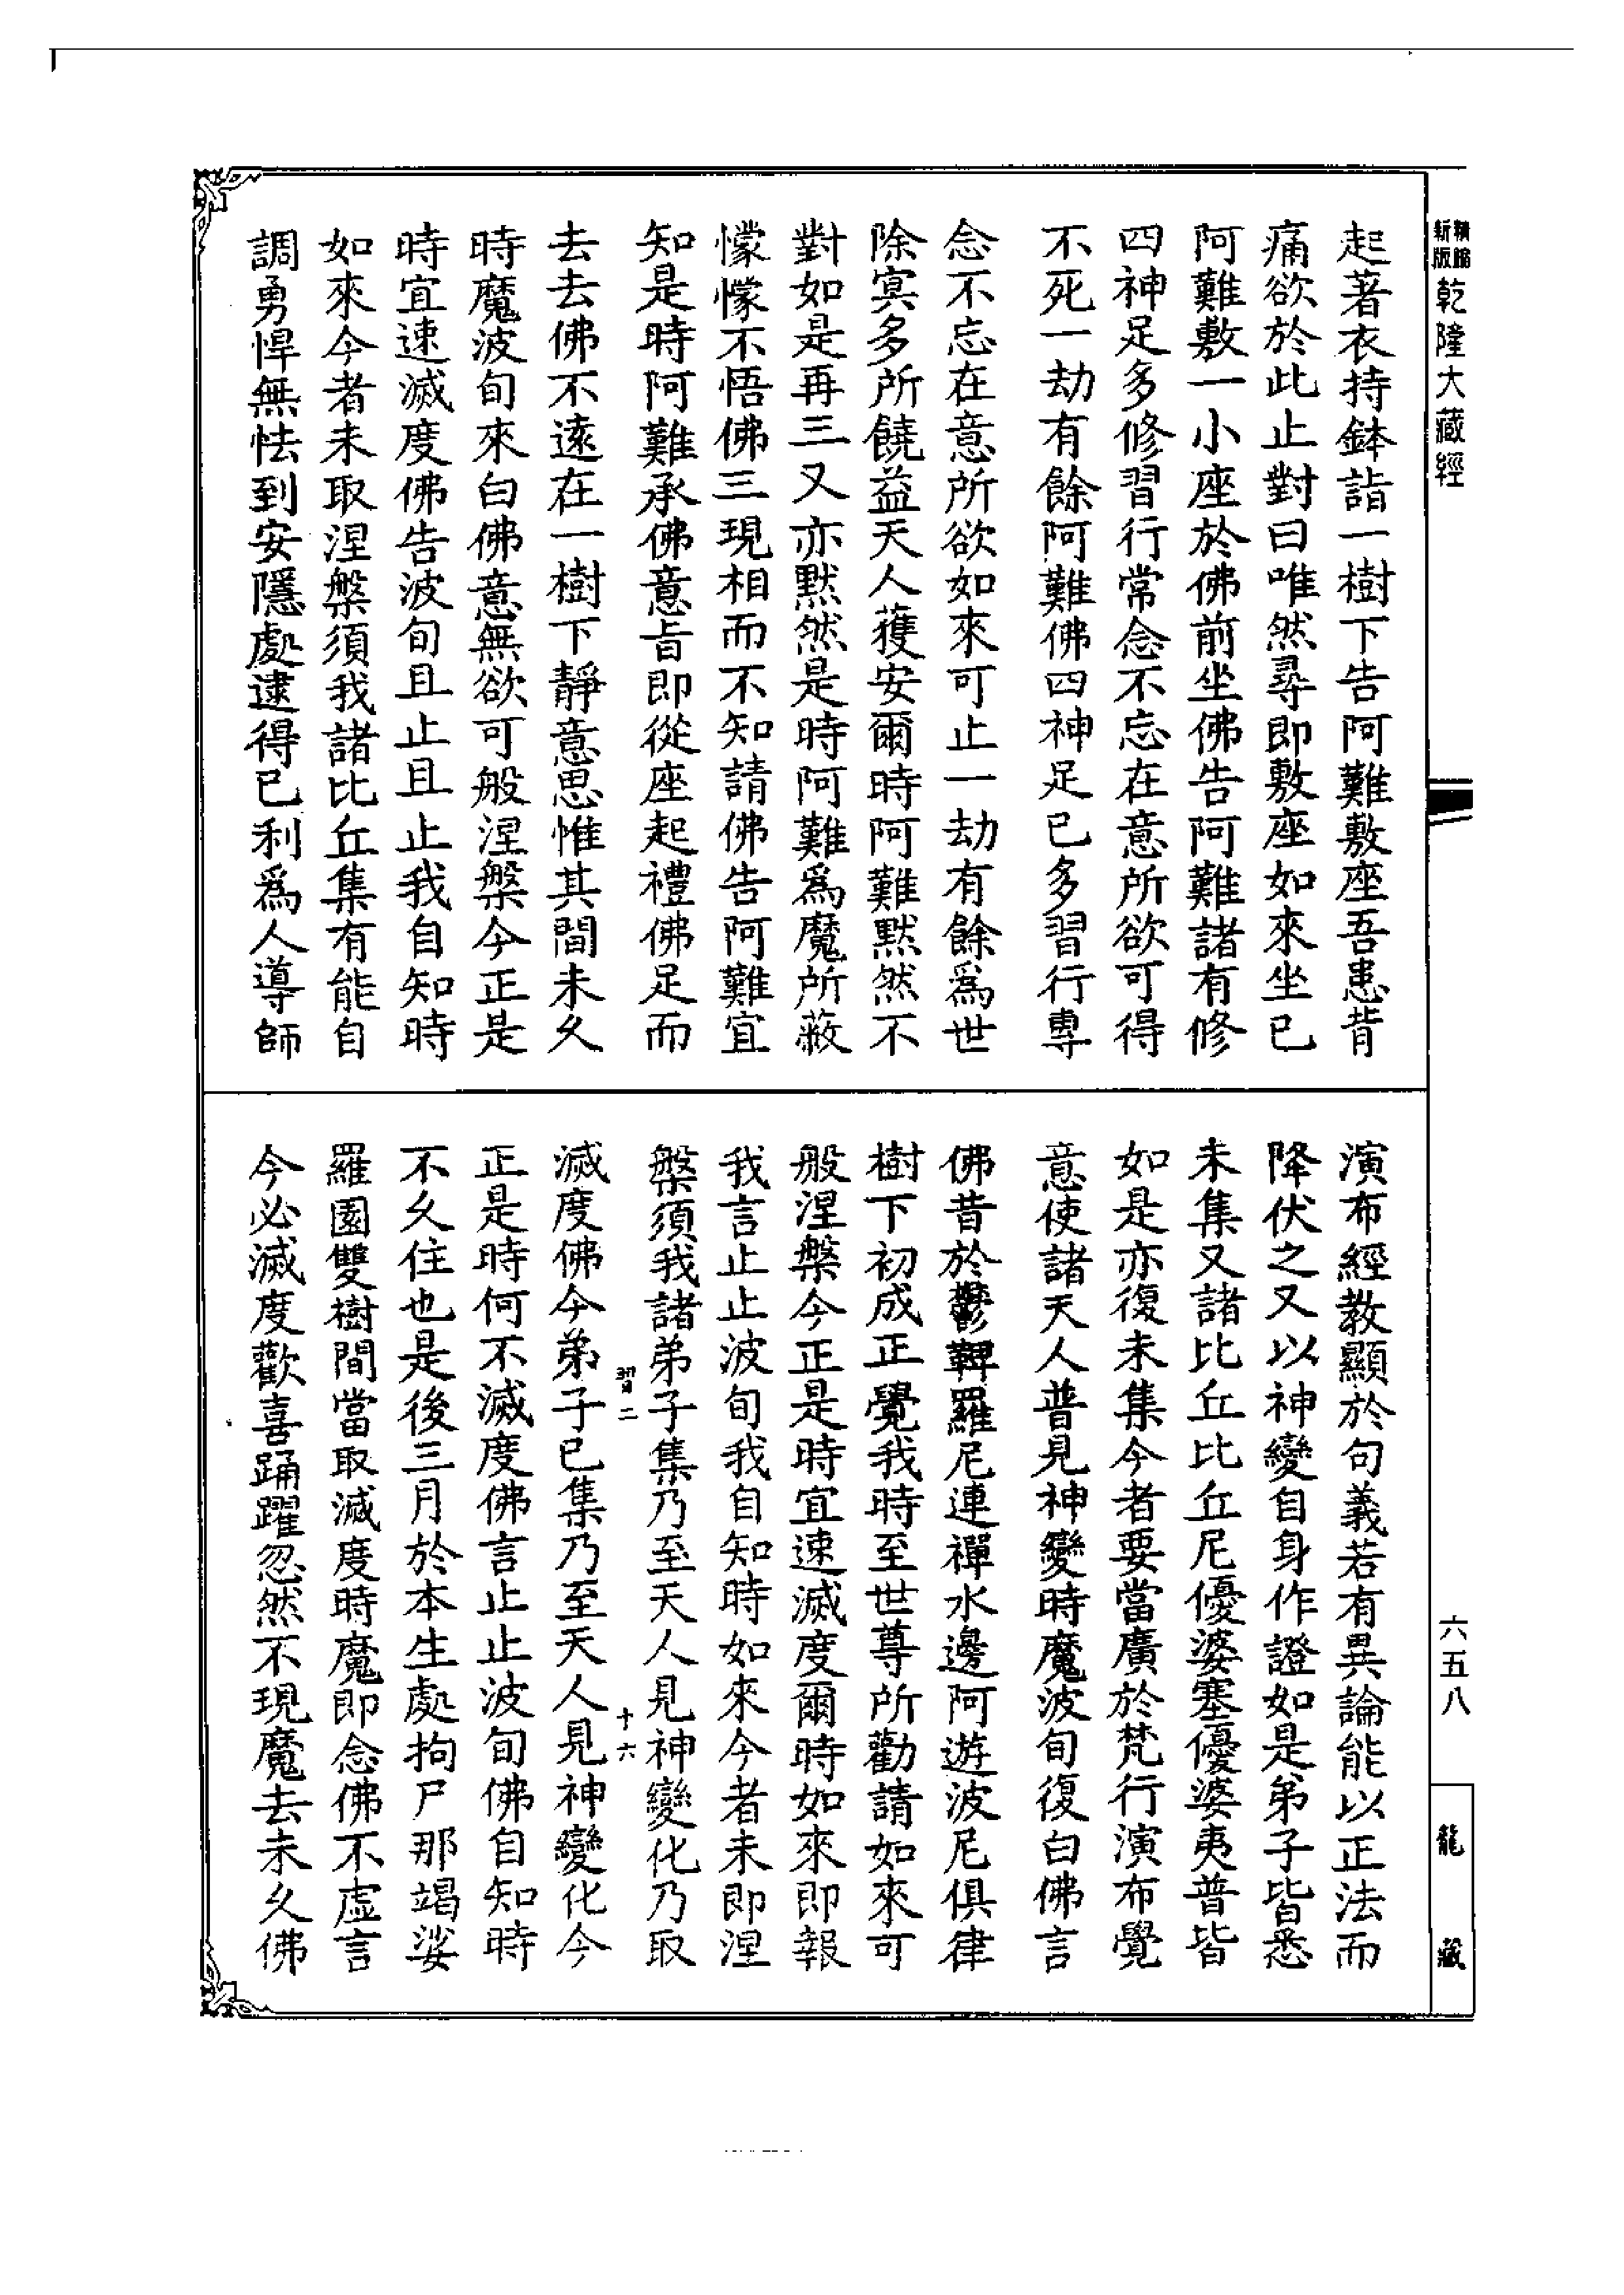 新版精縮乾隆大藏經
六五八
龍藏
起著衣持鉢詣一樹下告阿難敷座吾患背
痛欲於此止對曰唯然尋即敷座如來坐已
阿難敷一小座於佛前坐佛告阿難諸有修
四神足多修習行常念不忘在意所欲可得
不死一劫有餘阿難佛四神足已多習行專
念不忘在意所欲如來可止一劫有餘爲世
除冥多所饒益天人獲安爾時阿難默然不
對如是再三又亦默然是時阿難爲魔所蔽
懞懞不悟佛三現相而不知請佛告阿難宜
知是時阿難承佛意旨即從座起禮佛足而
去去佛不遠在一樹下靜意思惟其間未久
時魔波旬來白佛意無欲可般涅槃今正是
時宜速滅度佛告波旬且止且止我自知時
如來今者未取涅槃須我諸比丘集有能自
調勇悍無怯到安隱處逮得已利爲人導師
演布經教顯於句義若有異論能以正法而
降伏之又以神變自身作證如是弟子皆悉
未集又諸比丘比丘尼優婆塞優婆夷普皆
如是亦復未集今者要當廣於梵行演布覺
意使諸天人普見神變時魔波旬復白佛言
佛昔於鬱鞞羅尼連禪水邊阿遊波尼俱律
樹下初成正覺我時至世尊所勸請如來可
般涅槃今正是時宜速滅度爾時如來即報
我言止止波旬我自知時如來今者未即涅
槃須我諸弟子集乃至天人見神變化乃取
習二 十六
滅度佛今弟子已集乃至天人見神變化今
正是時何不滅度佛言止止波旬佛自知時
不久住也是後三月於本生處拘尸那竭娑
羅園雙樹間當取滅度時魔即念佛不虛言
今必滅度歡喜踊躍忽然不現魔去未久佛